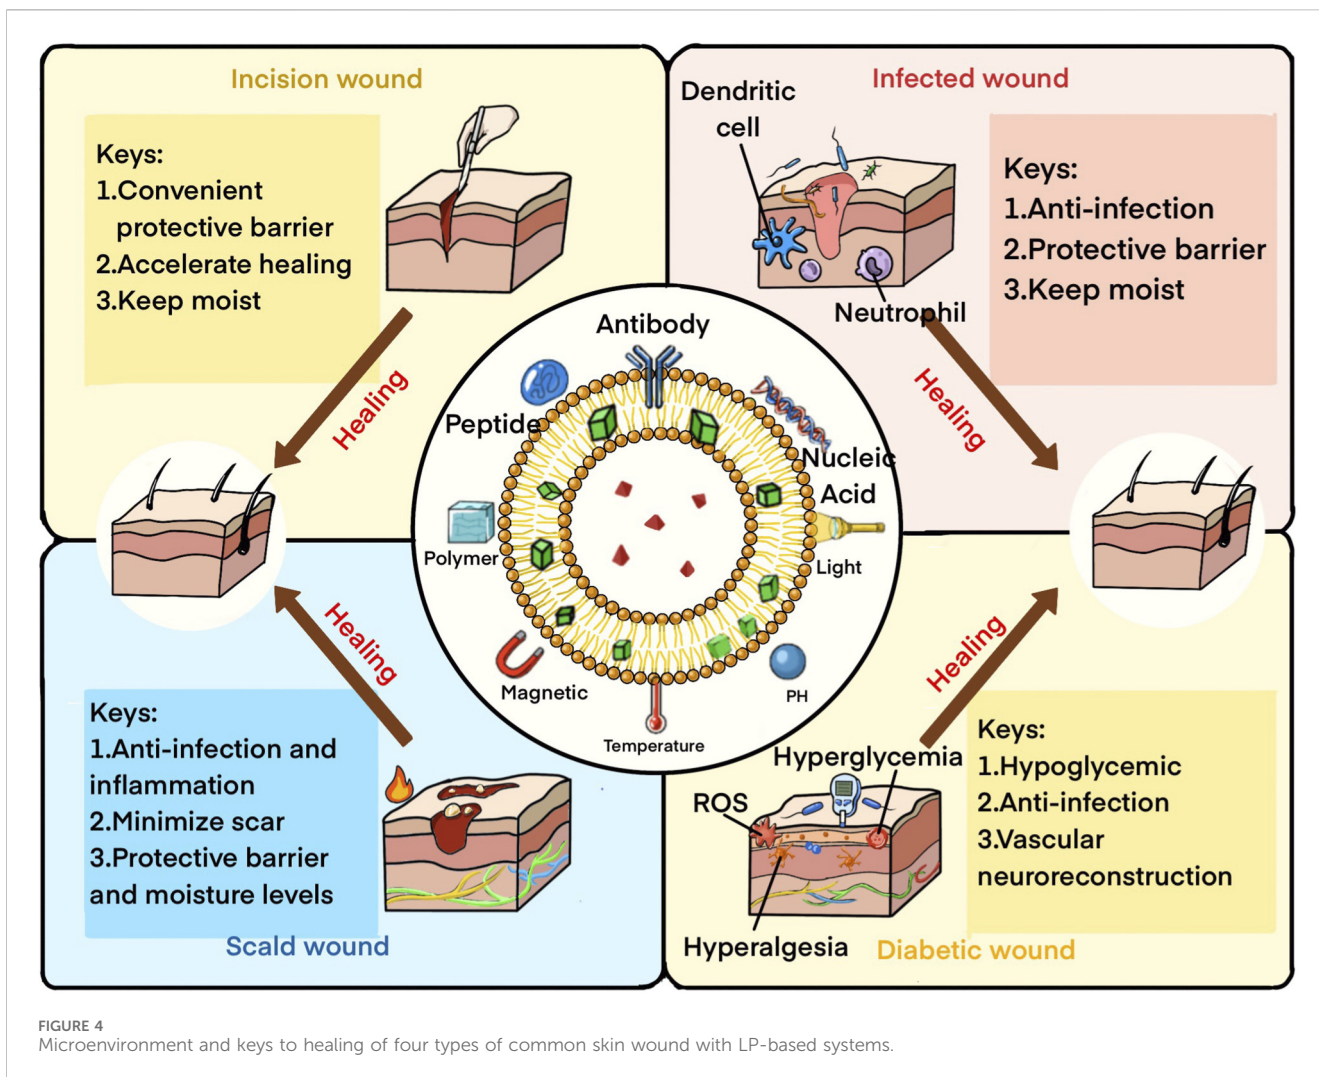 Incision wound
Keys:
1.Convenient
protective barrier
2.Accelerate healing
3.Keep moist
Healing
Infected wound
Dendritic
cell
Neutrophil
Keys:
1.Anti-infection
2.Protective barrier
3.Keep moist
Healing
Antibody
Peptide
Nucleic
Acid
Polymer
Light
Magnetic
PH
Temperature
Healing
Keys:
1.Anti-infection and
inflammation
2.Minimize scar
3.Protective barrier
and moisture levels
Scald wound
Healing
Hyperglycemia
ROS
Hyperalgesia
Keys:
1.Hypoglycemic
2.Anti-infection
3.Vascular
neuroreconstruction
Diabetic wound
FIGURE 4
Microenvironment and keys to healing of four types of common skin wound with LP-based systems.